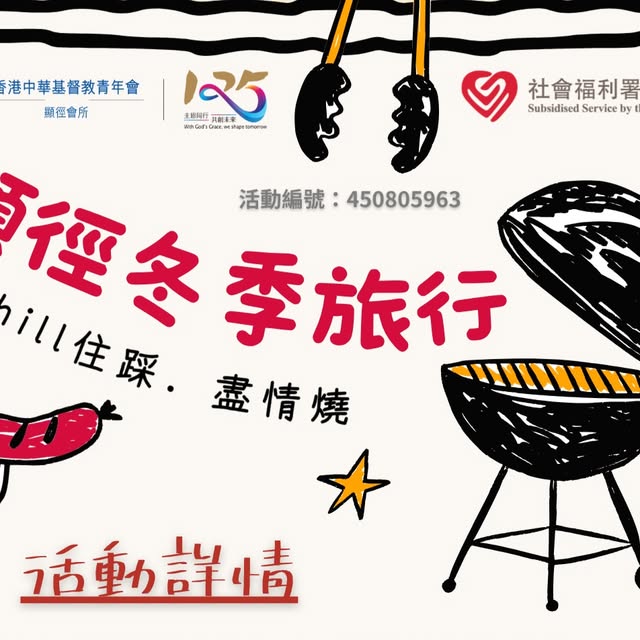 香港中華基督教青年會
顯徑會所
125
主恩同行 共創未來
With God's Grace, we shape tomorrow
社會福利署
Subsidised Service by the
活動編號：450805963
顯徑冬季旅行
hill住踩．盡情燒
活動詳情